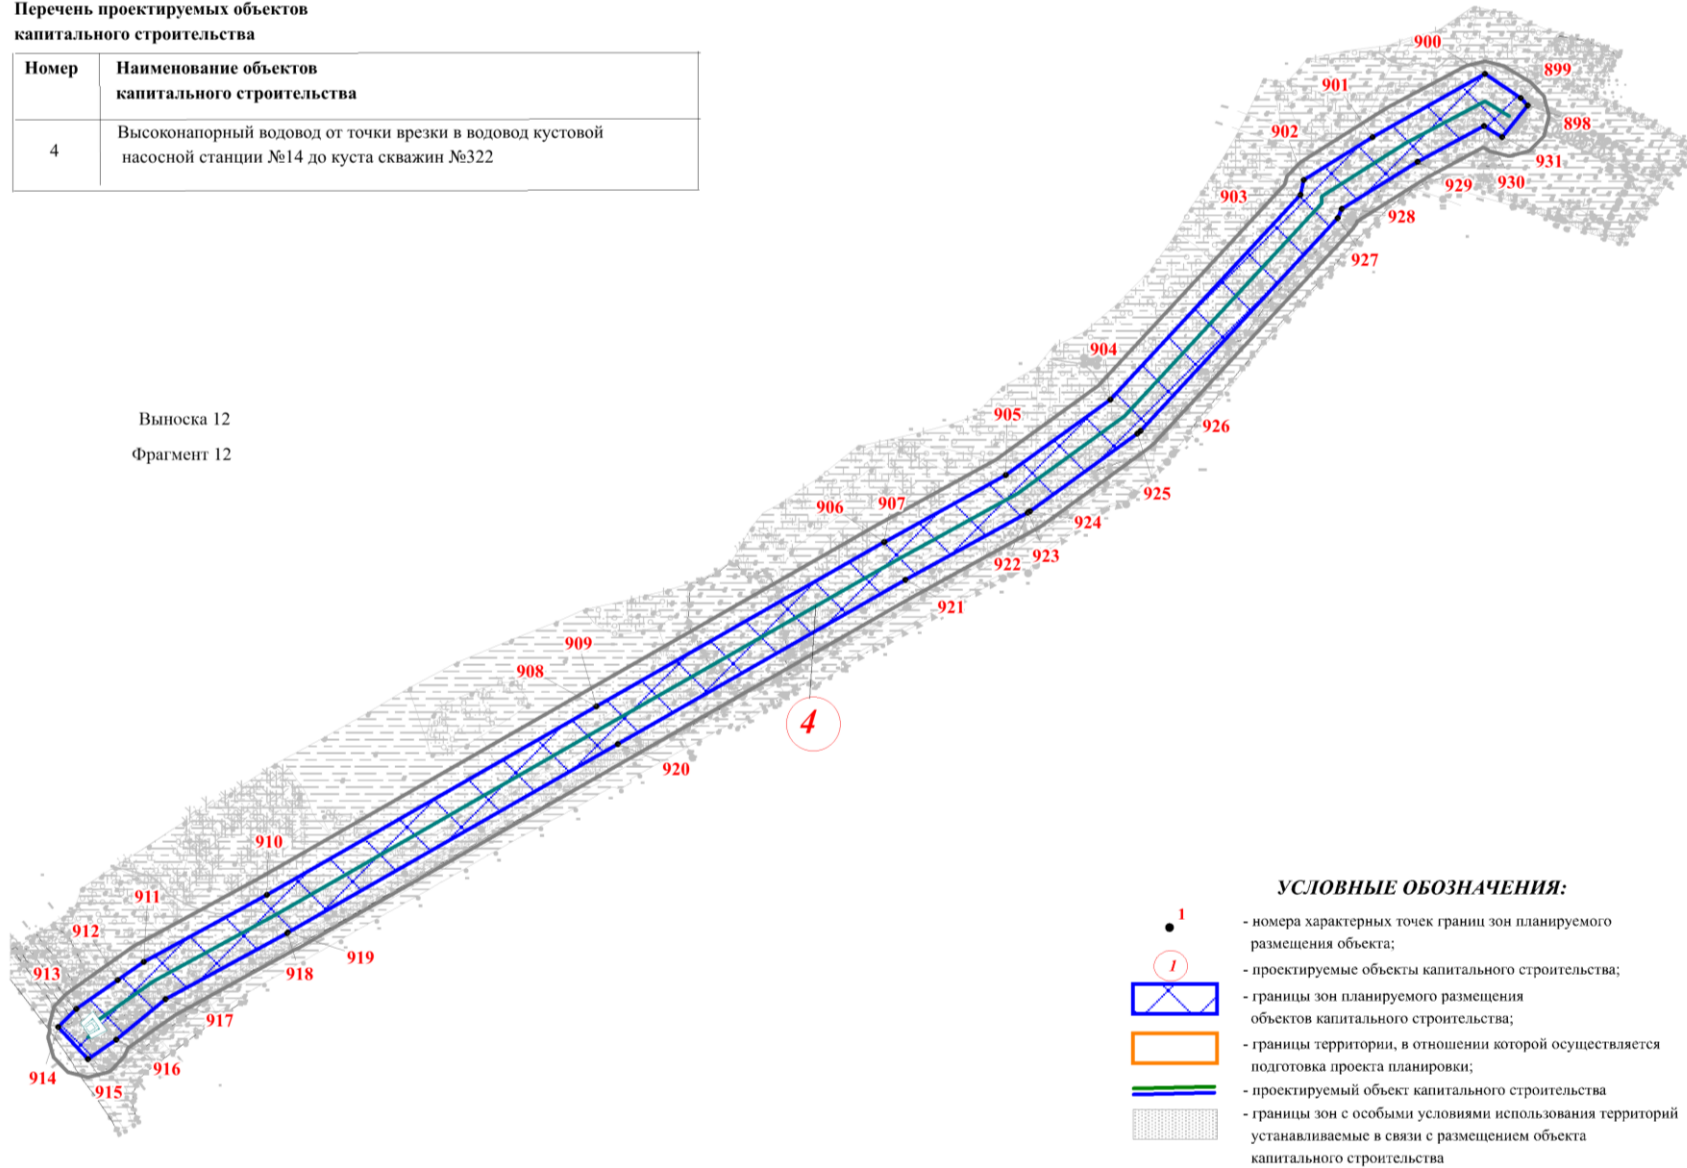 Перечень проектируемых объектов
капитального строительства
Номер
Наименование объектов
капитального строительства
4
Высоконапорный водовод от точки врезки в водовод кустовой
насосной станции №14 до куста скважин №322
Выноска 12
Фрагмент 12
900
899
901
898
902
931
930
929
903
928
927
904
905
926
925
906
907
924
923
922
921
909
908
4
920
910
911
919
912
918
913
917
916
914
915
УСЛОВНЫЕ ОБОЗНАЧЕНИЯ:
1
- номера характерных точек границ зон планируемого
размещения объекта;
1
- проектируемые объекты капитального строительства;
- границы зон планируемого размещения
объектов капитального строительства;
- границы территории, в отношении которой осуществляется
подготовка проекта планировки;
- проектируемый объект капитального строительства
- границы зон с особыми условиями использования территорий
устанавливаемые в связи с размещением объекта
капитального строительства